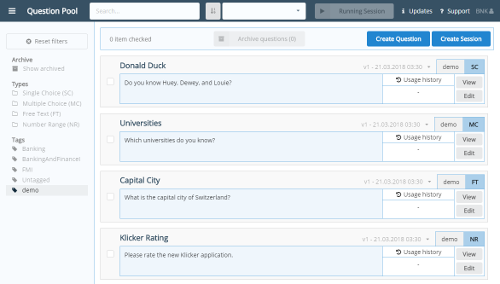 Question Pool
Search...
Running Session
Updates
? Support
BNX
Reset filters
0 item checked
Archive questions (0)
Create Question
Create Session
Archive
Show archived
Types
Single Choice (SC)
Multiple Choice (MC)
Free Text (FT)
Number Range (NR)
Tags
Banking
BankingAndFinance!
EMI
Untagged
demo
Donald Duck
v1 - 21.03.2018 03:30
demo
SC
Do you know Huey, Dewey, and Louie?
Usage history
-
View
Edit
Universities
v1 - 21.03.2018 03:30
demo
MC
Which universities do you know?
Usage history
-
View
Edit
Capital City
v1 - 21.03.2018 03:30
demo
FT
What is the capital city of Switzerland?
Usage history
-
View
Edit
Klicker Rating
v1 - 21.03.2018 03:30
demo
NR
Please rate the new Klicker application.
Usage history
-
View
Edit